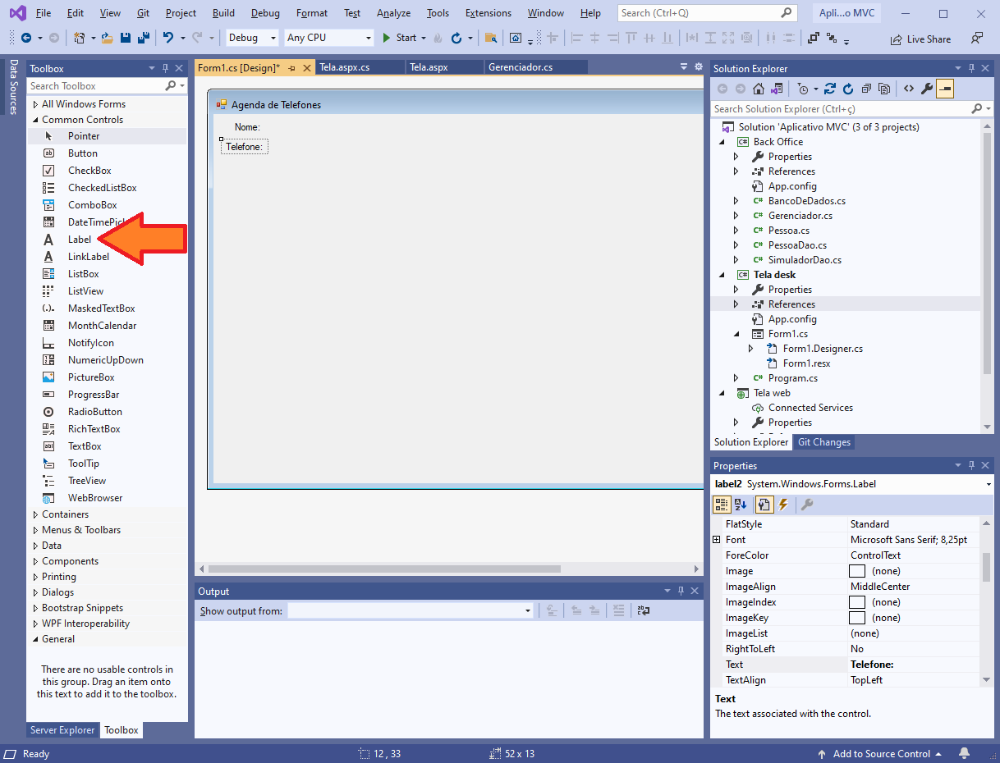 File Edit View Git Project Build Debug Format Test Analyze Tools Extensions Window Help Search (Ctrl+Q) Apli...o MVC
Debug Any CPU Start Live Share
Data Sources
Toolbox
Search Toolbox
All Windows Forms
Common Controls
Pointer
Button
CheckBox
CheckedListBox
ComboBox
DateTimePick
Label
LinkLabel
ListBox
ListView
MaskedTextBox
MonthCalendar
NotifyIcon
NumericUpDown
PictureBox
ProgressBar
RadioButton
RichTextBox
TextBox
ToolTip
TreeView
WebBrowser
Containers
Menus & Toolbars
Data
Components
Printing
Dialogs
Bootstrap Snippets
WPF Interoperability
General
There are no usable controls in
this group. Drag an item onto
this text to add it to the toolbox.
Server Explorer Toolbox
Form1.cs [Design]* Tela.aspx.cs Tela.aspx Gerenciador.cs
Agenda de Telefones
Nome:
Telefone:
Output
Show output from:
Solution Explorer
Search Solution Explorer (Ctrl+ç)
Solution 'Aplicativo MVC' (3 of 3 projects)
Back Office
Properties
References
App.config
BancoDeDados.cs
Gerenciador.cs
Pessoa.cs
PessoaDao.cs
SimuladorDao.cs
Tela desk
Properties
References
App.config
Form1.cs
Form1.Designer.cs
Form1.resx
Program.cs
Tela web
Connected Services
Properties
Solution Explorer Git Changes
Properties
label2 System.Windows.Forms.Label
FlatStyle Standard
Font Microsoft Sans Serif; 8,25pt
ForeColor ControlText
Image (none)
ImageAlign MiddleCenter
ImageIndex (none)
ImageKey (none)
ImageList (none)
RightToLeft No
Text Telefone:
TextAlign TopLeft
Text
The text associated with the control.
Ready 12 , 33 52 x 13 Add to Source Control